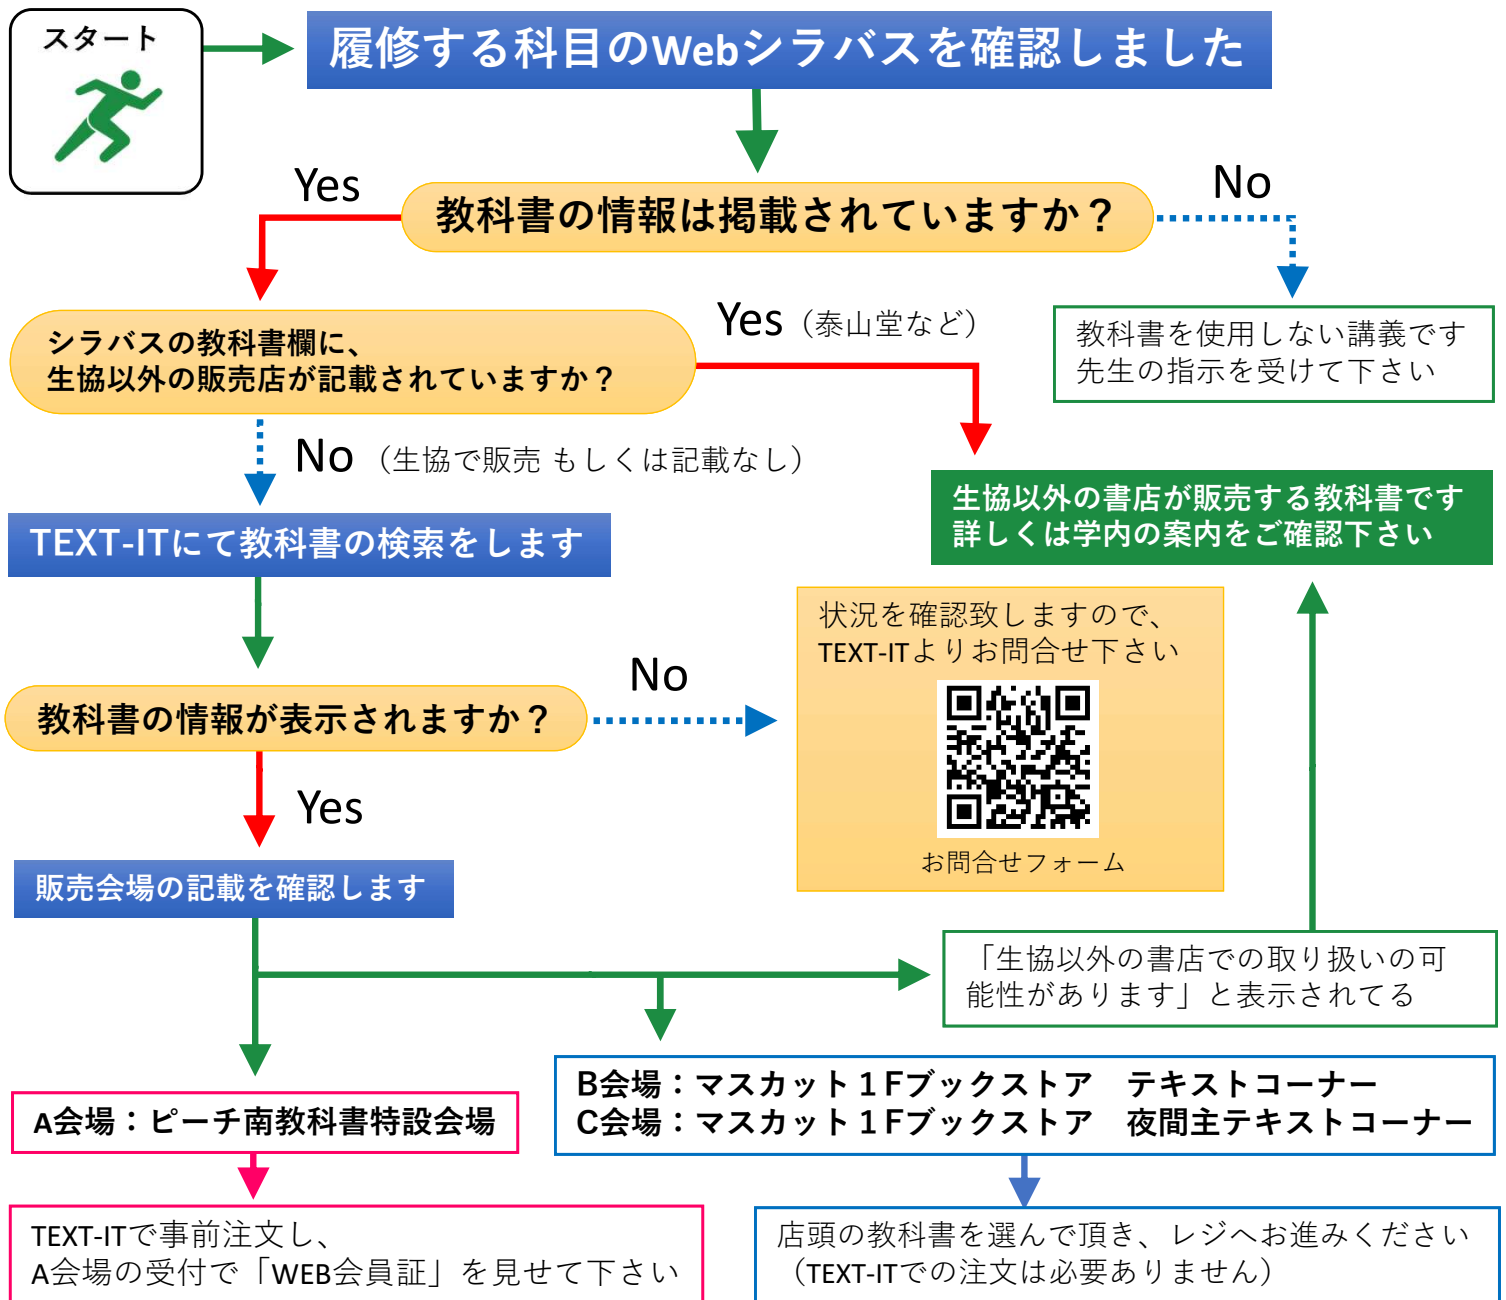 スタート
履修する科目のWebシラバスを確認しました
Yes
教科書の情報は掲載されていますか？
No
シラバスの教科書欄に、
生協以外の販売店が記載されていますか？
Yes（泰山堂など）
教科書を使用しない講義です
先生の指示を受けて下さい
No（生協で販売 もしくは記載なし）
生協以外の書店が販売する教科書です
詳しくは学内の案内をご確認下さい
TEXT-ITにて教科書の検索をします
状況を確認致しますので、
TEXT-ITよりお問合せ下さい
お問合せフォーム
教科書の情報が表示されますか？
No
Yes
販売会場の記載を確認します
「生協以外の書店での取り扱いの可
能性があります」と表示されてる
A会場：ピーチ南教科書特設会場
B会場：マスカット１Fブックストア　テキストコーナー
C会場：マスカット１Fブックストア　夜間主テキストコーナー
TEXT-ITで事前注文し、
A会場の受付で「WEB会員証」を見せて下さい
店頭の教科書を選んで頂き、レジへお進みください
（TEXT-ITでの注文は必要ありません）